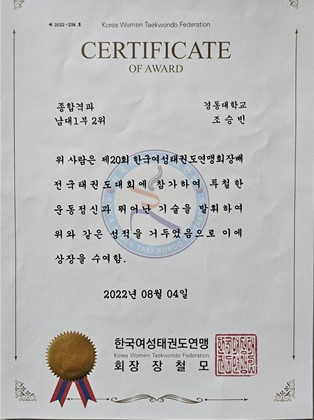 제 2022-234 호
Korea Women Taekwondo Federation
CERTIFICATE
OF AWARD
종합격파 경동대학교
남대1부 2위 조승빈
위 사람은 제20회 한국여성태권도연맹회장배
전국태권도대회에 참가하여 투철한
운동정신과 뛰어난 기술을 발휘하여
위와 같은 성적을 거두었음으로 이에
상장을 수여함.
2022년 08월 04일
한국여성태권도연맹
Korea Women Taekwondo Federation
회장 장철모